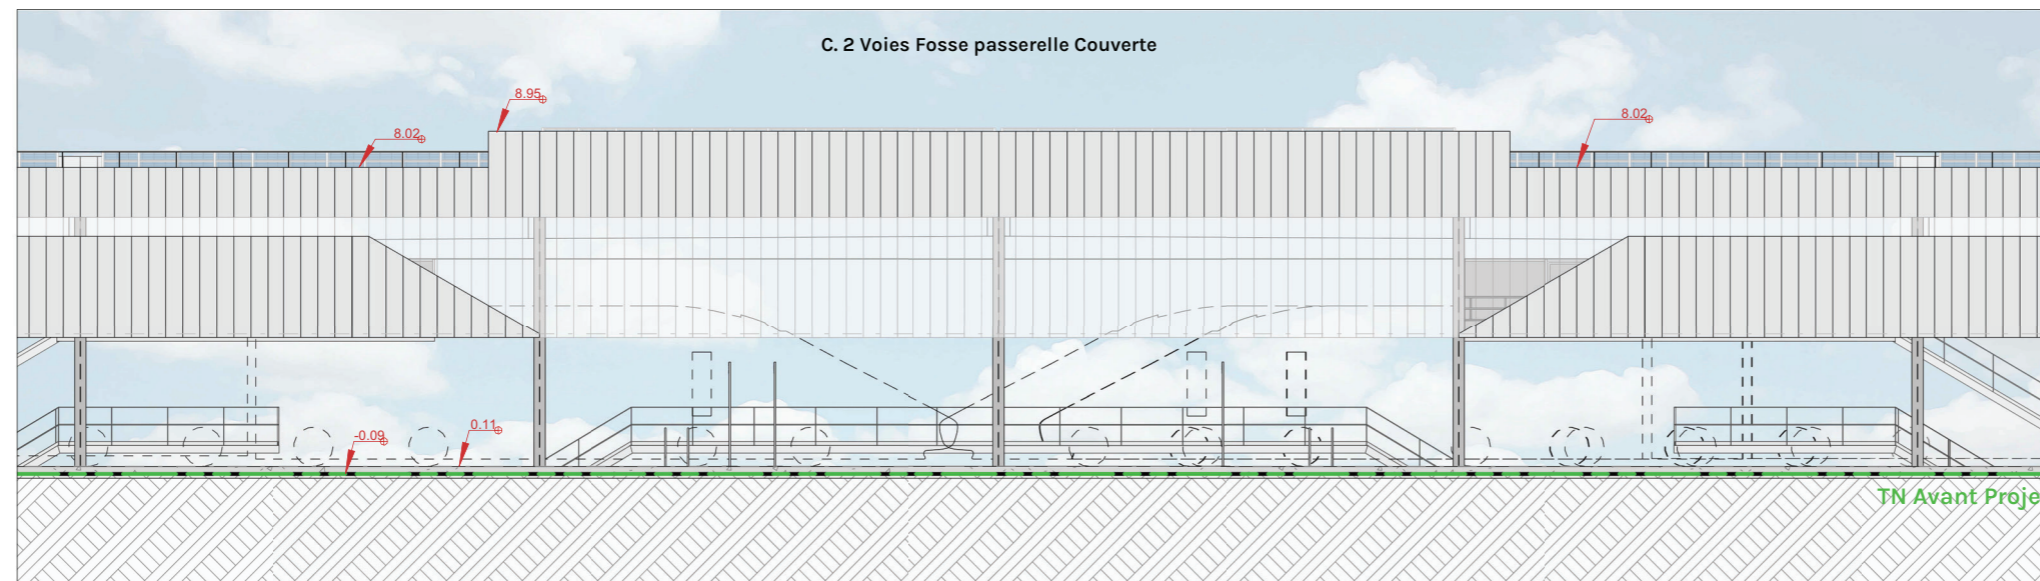 C. 2 Voies Fosse passerelle Couverte
8.95
8.02
8.02
-0.09
0.11
TN Avant Proje